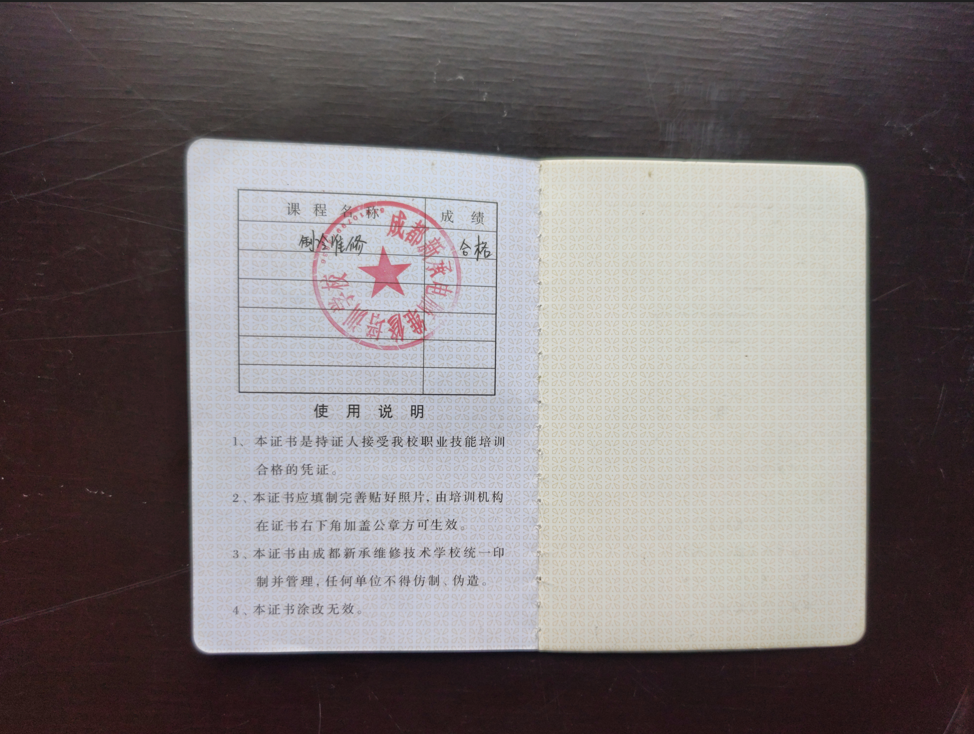 课程名称 成绩
制冷维修 合格
成都新承电脑维修培训学校
使用说明
1、本证书是持证人接受我校职业技能培训
合格的凭证。
2、本证书应填制完善贴好照片,由培训机构
在证书右下角加盖公章方可生效。
3、本证书由成都新承维修技术学校统一印
制并管理,任何单位不得仿制、伪造。
4、本证书涂改无效。